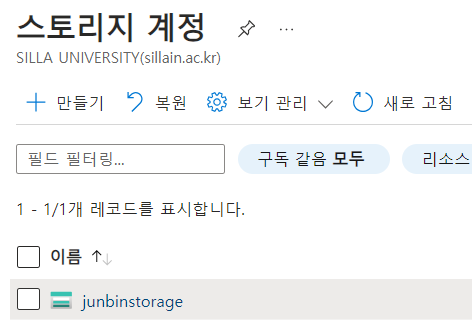 스토리지 계정
SILLA UNIVERSITY(sillain.ac.kr)
만들기 복원 보기 관리 새로 고침
필드 필터링... 구독 같음 모두 리소스
1 - 1/1개 레코드를 표시합니다.
이름
junbinstorage